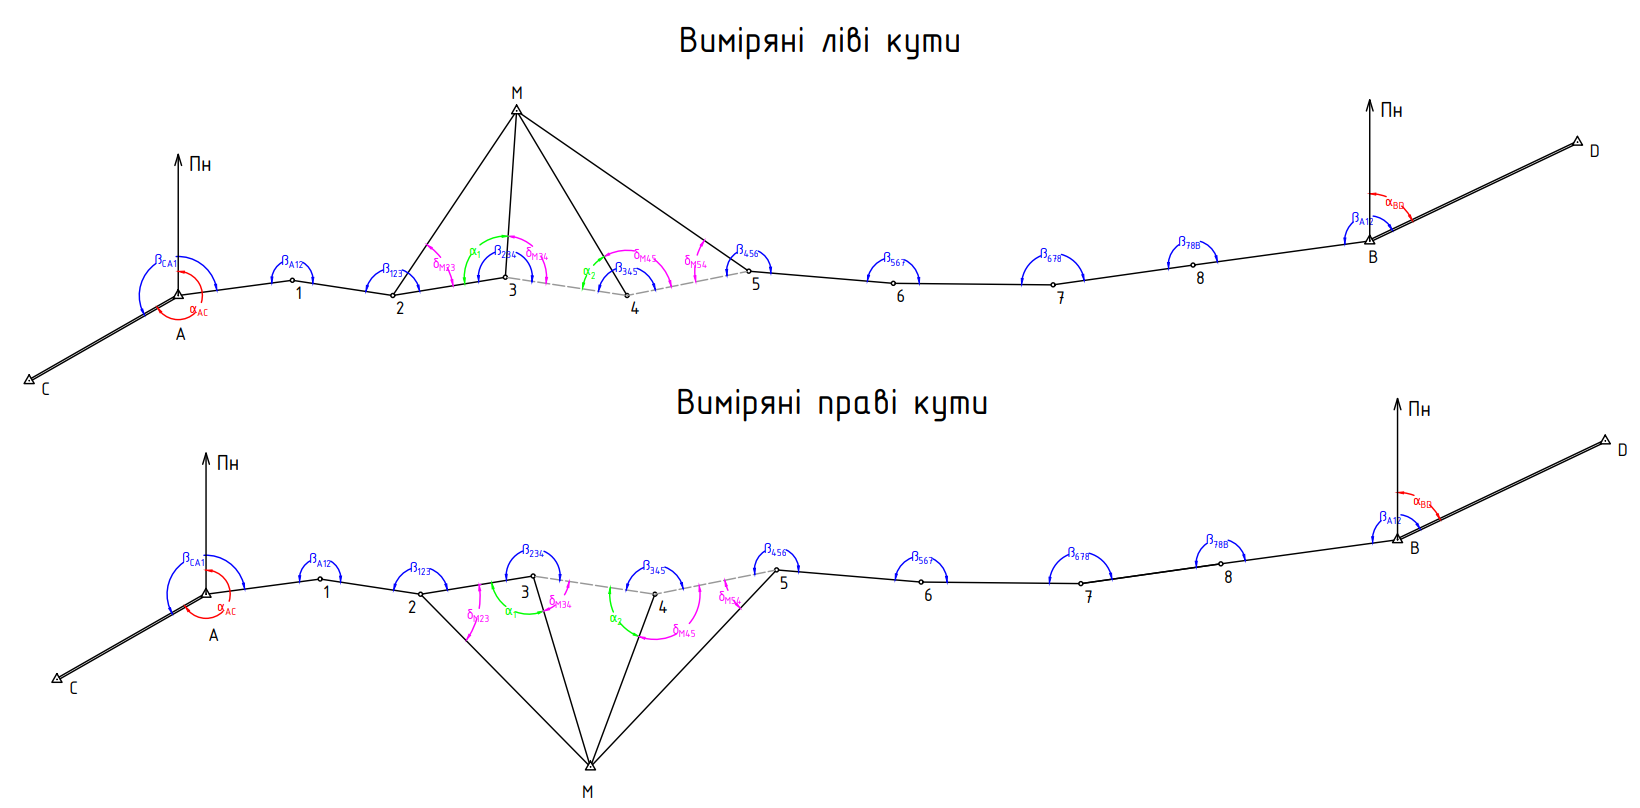 Виміряні ліві кути
M
Пн
Пн
D
βCA1
βA12
β123
δM23
α1
β234
δM34
α2
β345
δM45
δM54
β456
β567
β678
β78B
βA12
αBD
αAC
A
C
1
2
3
4
5
6
7
8
B
Виміряні праві кути
Пн
Пн
D
βCA1
βA12
β123
β234
β345
β456
β567
β678
β78B
βA12
αBD
αAC
δM23
α1
δM34
α2
δM45
δM54
A
C
1
2
3
4
5
6
7
8
B
M